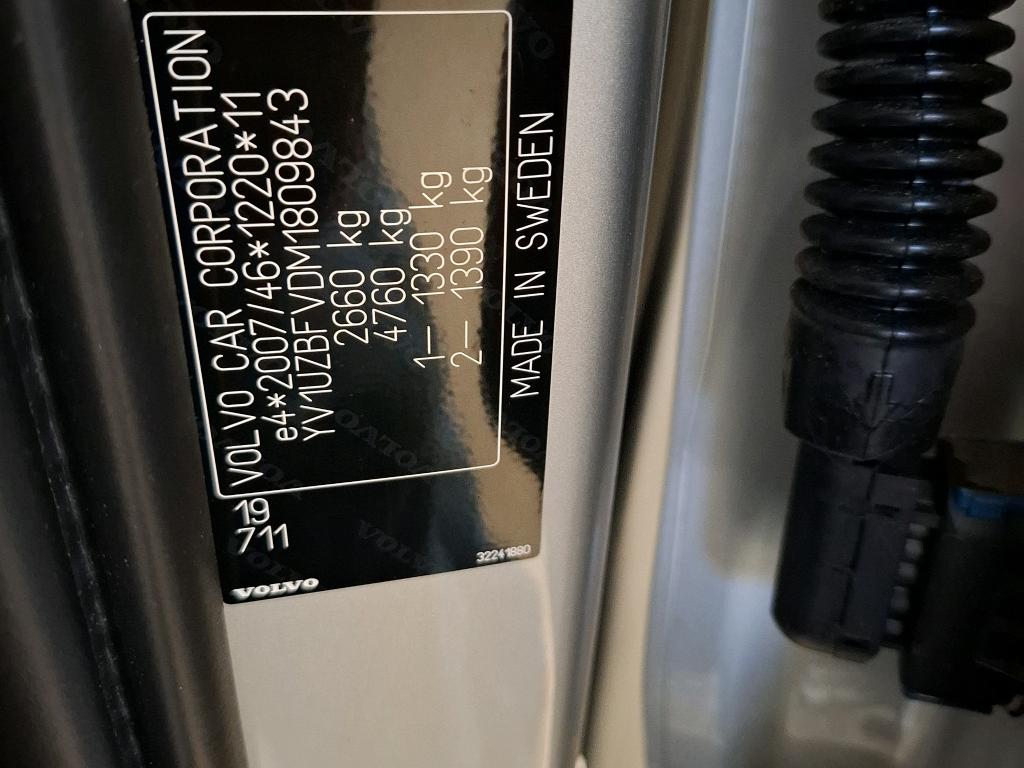 VOLVO CAR CORPORATION
e4*2007/46*1220*11
YV1UZBFVDM1809843
2660 kg
4760 kg
1— 1330 kg
2— 1390 kg
MADE IN SWEDEN
19
711
32241880
VOLVO